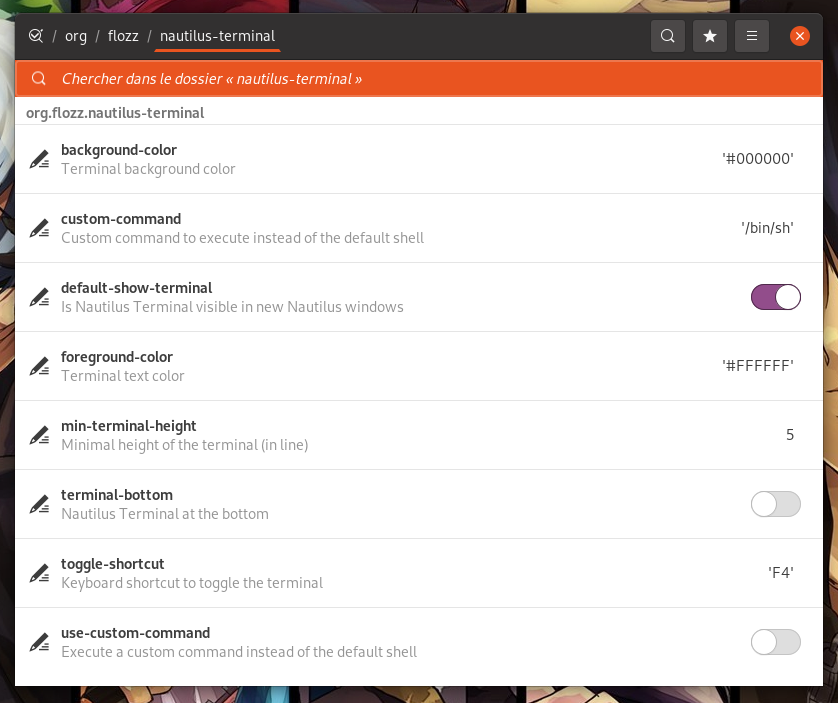 / org / flozz / nautilus-terminal
Chercher dans le dossier « nautilus-terminal »
org.flozz.nautilus-terminal
background-color
Terminal background color
'#000000'
custom-command
Custom command to execute instead of the default shell
'/bin/sh'
default-show-terminal
Is Nautilus Terminal visible in new Nautilus windows
foreground-color
Terminal text color
'#FFFFFF'
min-terminal-height
Minimal height of the terminal (in line)
5
terminal-bottom
Nautilus Terminal at the bottom
toggle-shortcut
Keyboard shortcut to toggle the terminal
'F4'
use-custom-command
Execute a custom command instead of the default shell